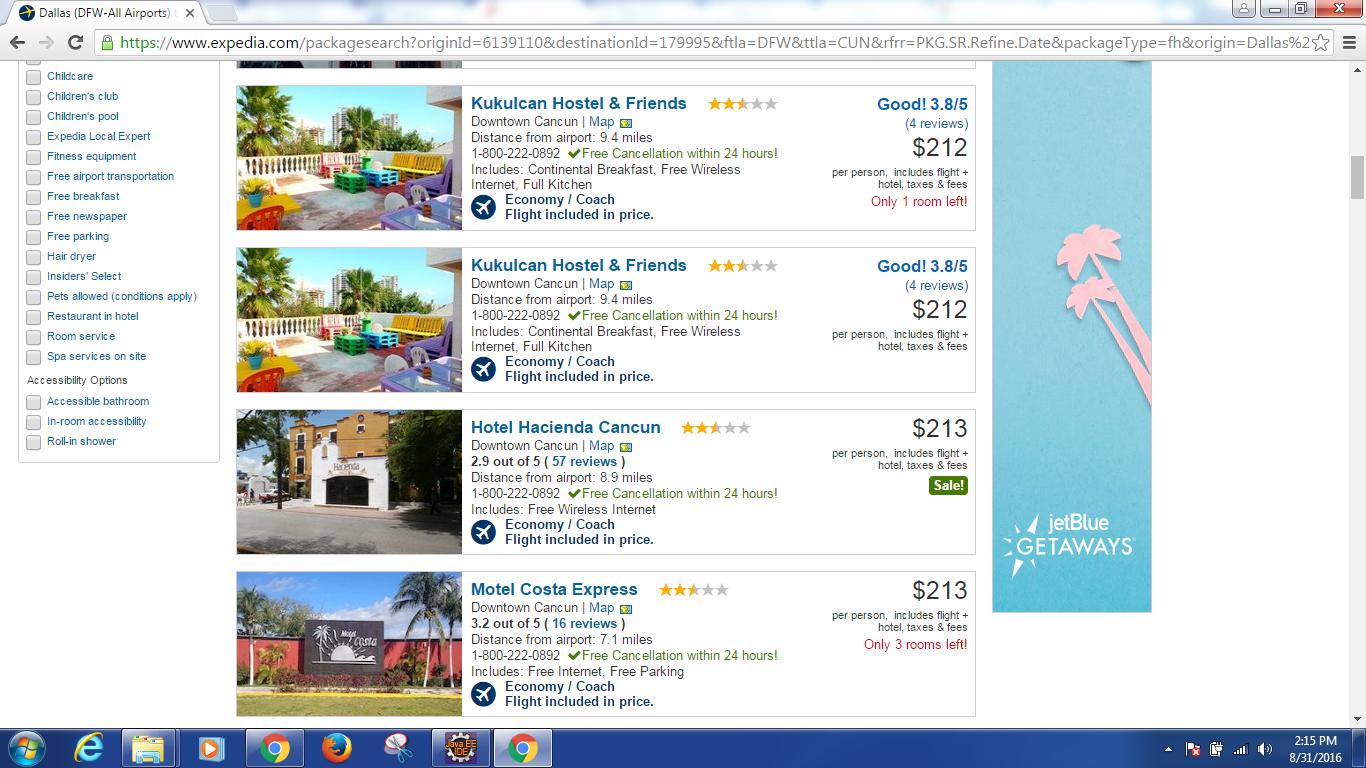 Dallas (DFW-All Airports) t
https://www.expedia.com/packagesearch?originId=6139110&destinationId=179995&ftla=DFW&ttla=CUN&rfrr=PKG.SR.Refine.Date&packageType=fh&origin=Dallas%2
Childcare
Children's club
Children's pool
Expedia Local Expert
Fitness equipment
Free airport transportation
Free breakfast
Free newspaper
Free parking
Hair dryer
Insiders' Select
Pets allowed (conditions apply)
Restaurant in hotel
Room service
Spa services on site
Accessibility Options
Accessible bathroom
In-room accessibility
Roll-in shower
Kukulcan Hostel & Friends
Downtown Cancun | Map
Distance from airport: 9.4 miles
1-800-222-0892 Free Cancellation within 24 hours!
Includes: Continental Breakfast, Free Wireless
Internet, Full Kitchen
Economy / Coach
Flight included in price.
Good! 3.8/5
(4 reviews)
$212
per person, includes flight +
hotel, taxes & fees
Only 1 room left!
Kukulcan Hostel & Friends
Downtown Cancun | Map
Distance from airport: 9.4 miles
1-800-222-0892 Free Cancellation within 24 hours!
Includes: Continental Breakfast, Free Wireless
Internet, Full Kitchen
Economy / Coach
Flight included in price.
Good! 3.8/5
(4 reviews)
$212
per person, includes flight +
hotel, taxes & fees
Hacienda
Hotel Hacienda Cancun
Downtown Cancun | Map
2.9 out of 5 ( 57 reviews )
Distance from airport: 8.9 miles
1-800-222-0892 Free Cancellation within 24 hours!
Includes: Free Wireless Internet
Economy / Coach
Flight included in price.
$213
per person, includes flight +
hotel, taxes & fees
Sale!
Motel
Costa
Motel Costa Express
Downtown Cancun | Map
3.2 out of 5 ( 16 reviews )
Distance from airport: 7.1 miles
1-800-222-0892 Free Cancellation within 24 hours!
Includes: Free Internet, Free Parking
Economy / Coach
Flight included in price.
$213
per person, includes flight +
hotel, taxes & fees
Only 3 rooms left!
jetBlue
GETAWAYS
Java EE
IDE
2:15 PM
8/31/2016